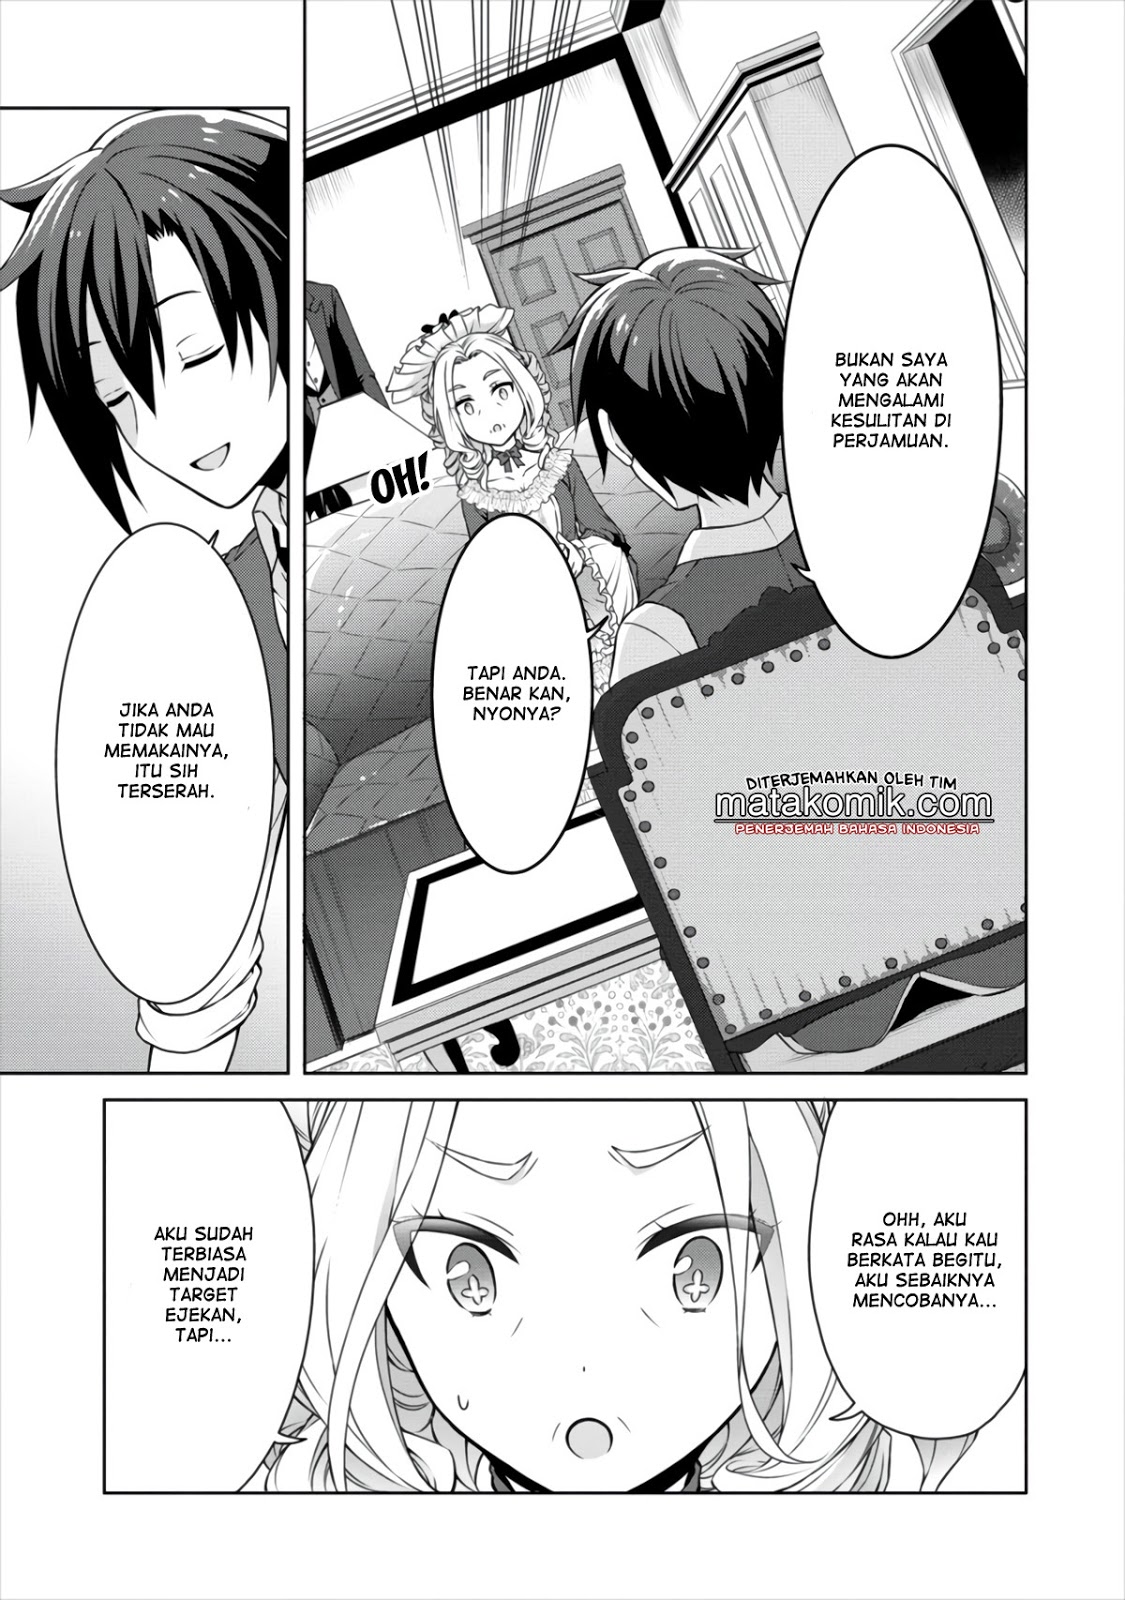 BUKAN SAYA
YANG AKAN
MENGALAMI
KESULITAN DI
PERJAMUAN.
OH!
TAPI ANDA.
BENAR KAN,
NYONYA?
DITERJEMAHKAN OLEH TIM
matakomik.com
PENERJEMAH BAHASA INDONESIA
JIKA ANDA
TIDAK MAU
MEMAKAINYA,
ITU SIH
TERSERAH.
OHH, AKU
RASA KALAU KAU
BERKATA BEGITU,
AKU SEBAIKNYA
MENCOBANYA...
AKU SUDAH
TERBIASA
MENJADI
TARGET
EJEKAN,
TAPI...